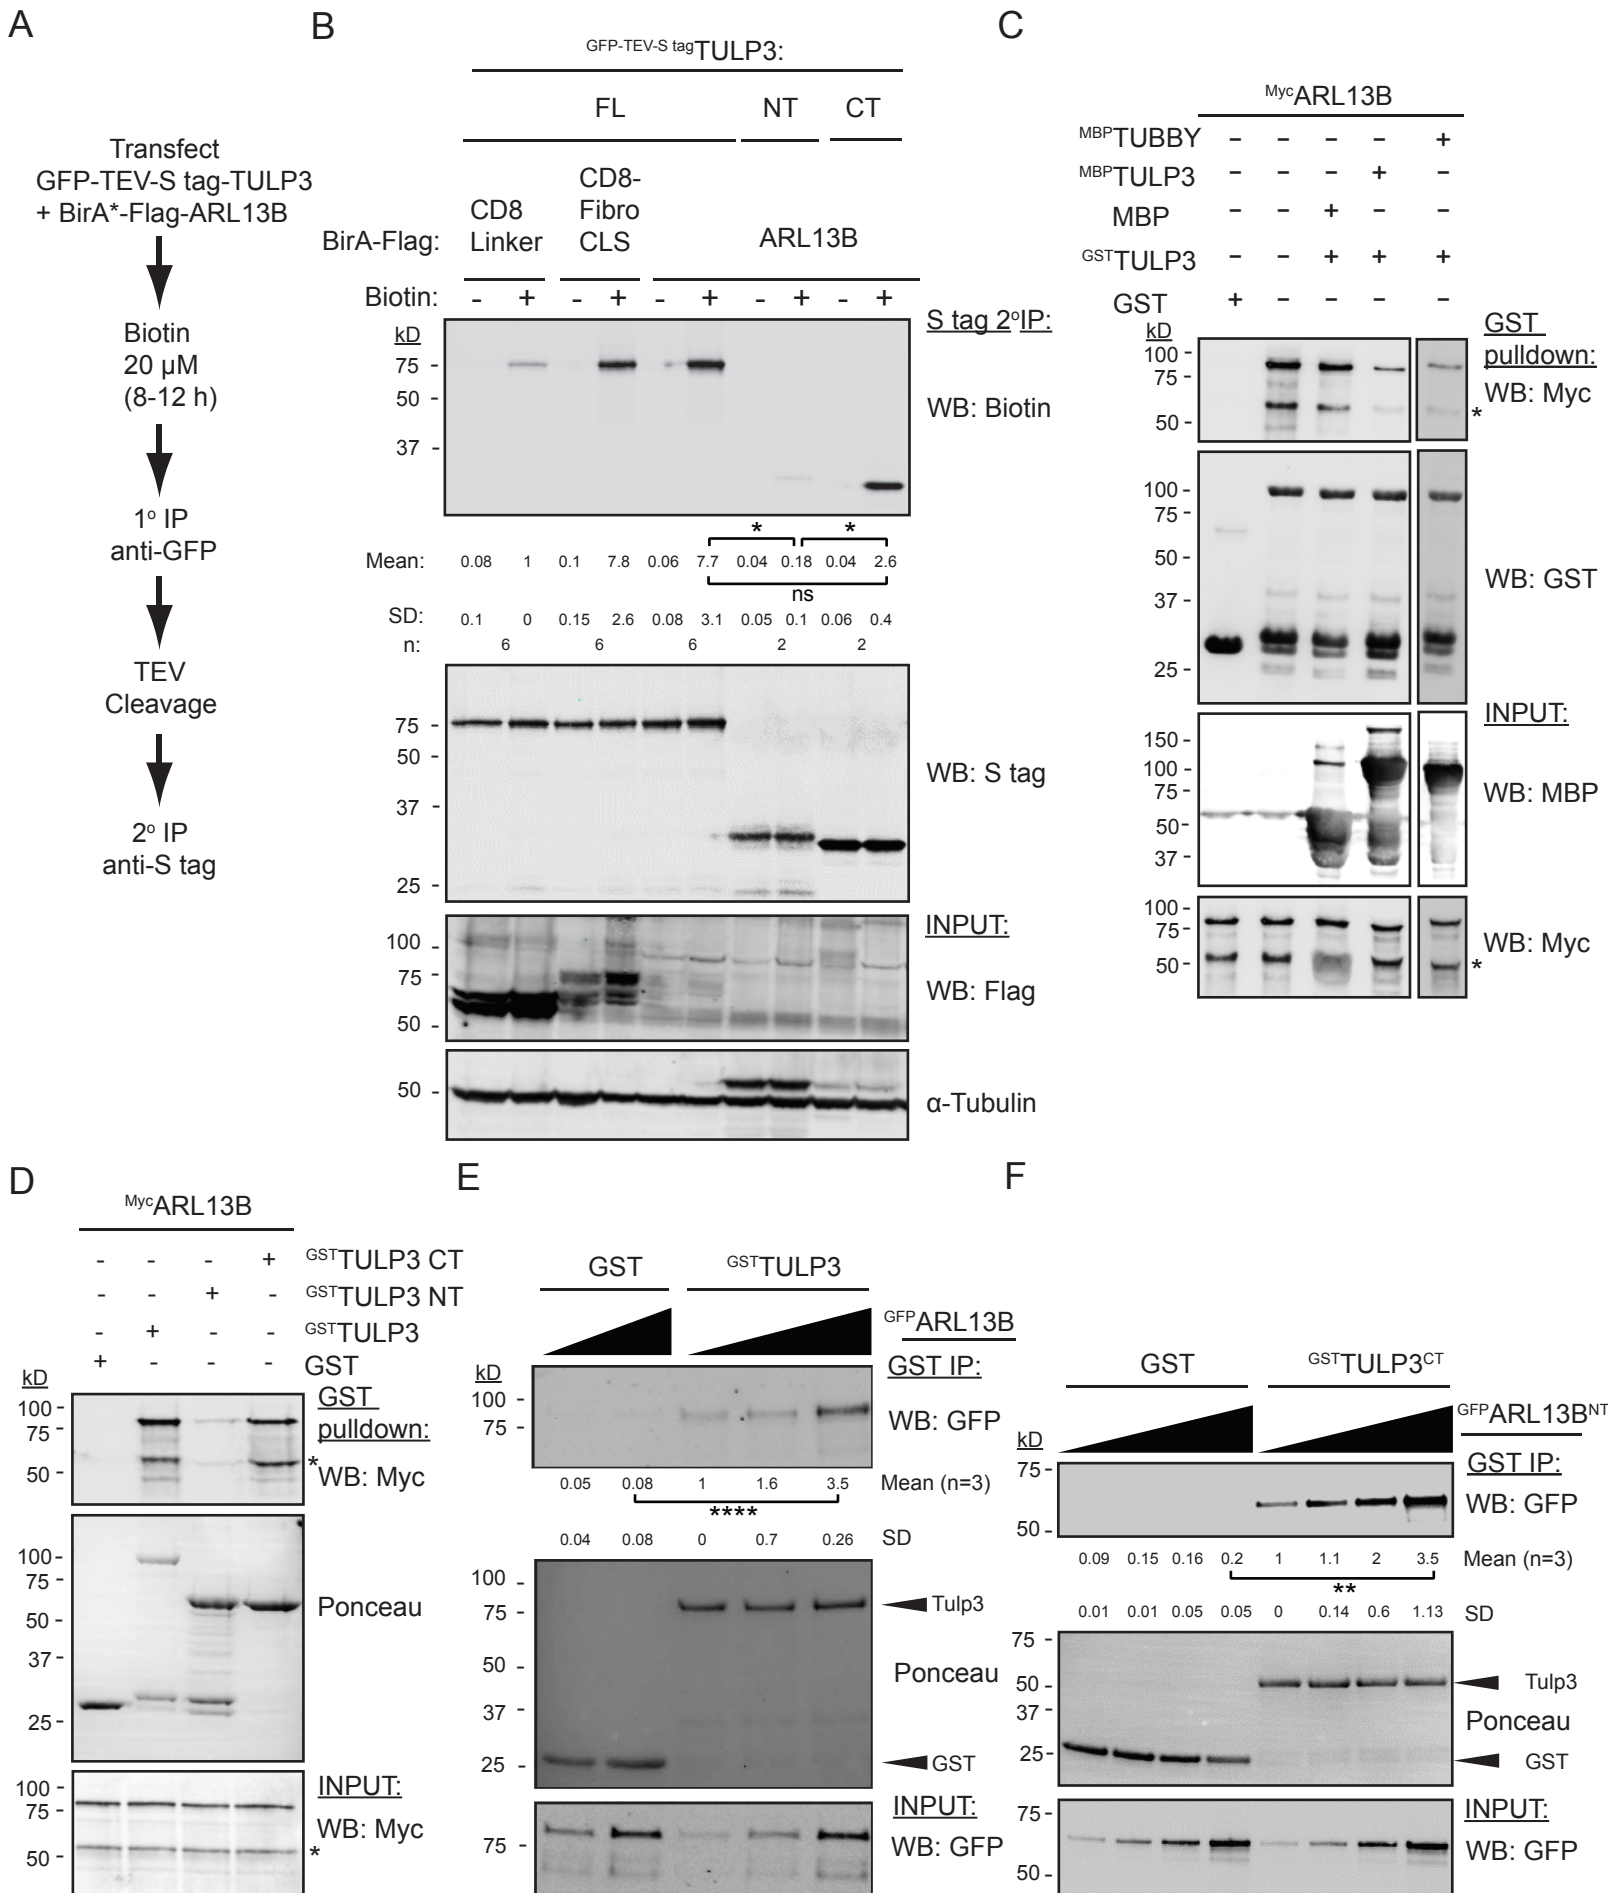 A
Transfect
GFP-TEV-S tag-TULP3
+ BirA*-Flag-ARL13B
Biotin
20 µM
(8-12 h)
1o IP
anti-GFP
TEV
Cleavage
2o IP
anti-S tag
B
GFP-TEV-S tagTULP3:
FL NT CT
BirA-Flag:
CD8
Linker
CD8-
Fibro
CLS
ARL13B
Biotin: - + - + - + - + - +
kD
75 -
50 -
37 -
S tag 2oIP:
WB: Biotin
* *
Mean: 0.08 1 0.1 7.8 0.06 7.7 0.04 0.18 0.04 2.6
ns
SD: 0.1 0 0.15 2.6 0.08 3.1 0.05 0.1 0.06 0.4
n: 6 6 6 2 2
75 -
50 -
37 -
25 -
WB: S tag
100 -
75 -
50 -
INPUT:
WB: Flag
50 -
α-Tubulin
C
MycARL13B
MBPTUBBY - - - - +
MBPTULP3 - - - + -
MBP - - + - -
GSTTULP3 - - + + +
GST + - - - -
kD
100 -
75 -
50 -
GST
pulldown:
WB: Myc
*
100 -
75 -
50 -
37 -
25 -
WB: GST
INPUT:
150 -
100 -
75 -
50 -
37 -
WB: MBP
100 -
75 -
50 -
WB: Myc
*
D
MycARL13B
- - - + GSTTULP3 CT
- - + - GSTTULP3 NT
- + - - GSTTULP3
+ - - - GST
kD
100 -
75 -
50 -
GST
pulldown:
*WB: Myc
100 -
75 -
50 -
37 -
25 -
Ponceau
100 -
75 -
50 -
INPUT:
WB: Myc
*
E
GST GSTTULP3
GFPARL13B
kD
100 -
75 -
GST IP:
WB: GFP
0.05 0.08 1 1.6 3.5 Mean (n=3)
****
0.04 0.08 0 0.7 0.26 SD
100 -
75 -
50 -
37 -
25 -
Tulp3
Ponceau
GST
75 -
INPUT:
WB: GFP
F
GST GSTTULP3CT
GFPARL13BNT
kD
75 -
50 -
GST IP:
WB: GFP
0.09 0.15 0.16 0.2 1 1.1 2 3.5 Mean (n=3)
**
0.01 0.01 0.05 0.05 0 0.14 0.6 1.13 SD
75 -
50 -
37 -
25 -
Tulp3
Ponceau
GST
75 -
50 -
INPUT:
WB: GFP